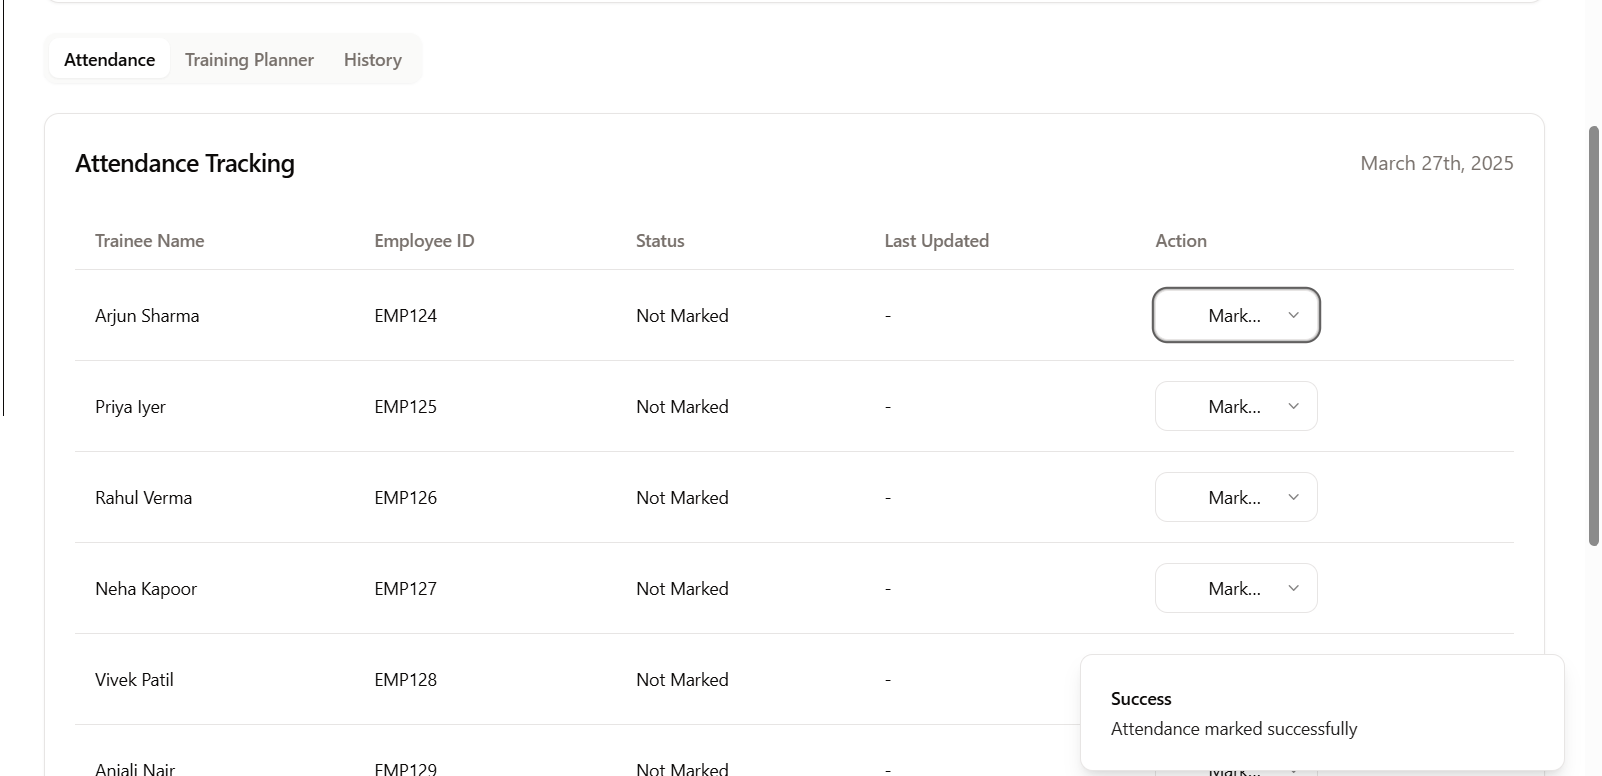 Attendance Training Planner History
Attendance Tracking March 27th, 2025
Trainee Name Employee ID Status Last Updated Action
Arjun Sharma EMP124 Not Marked - Mark...
Priya Iyer EMP125 Not Marked - Mark...
Rahul Verma EMP126 Not Marked - Mark...
Neha Kapoor EMP127 Not Marked - Mark...
Vivek Patil EMP128 Not Marked -
Success
Attendance marked successfully
Anjali Nair EMP129 Not Marked - Mark...